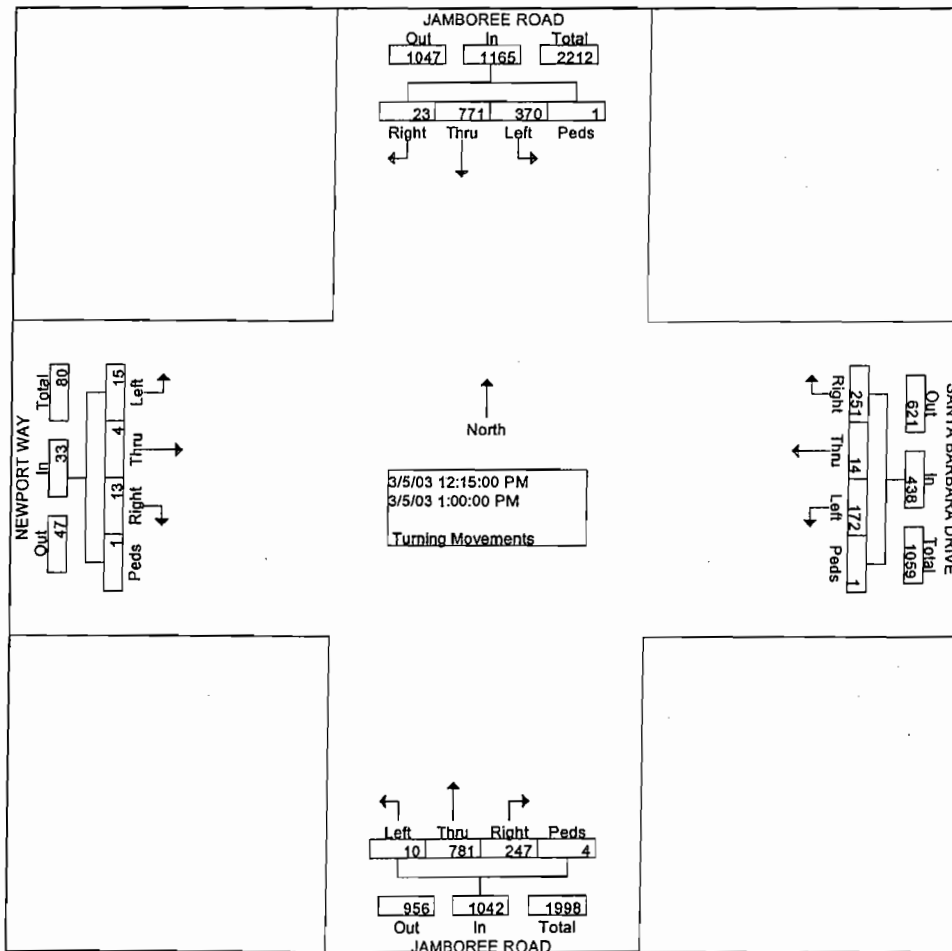 JAMBOREE ROAD
Out In Total
1047 1165 2212
23 771 370 1
Right Thru Left Peds
NEWPORT WAY
Total In Out
80 33 47
15 4 13 1
Left Thru Right Peds
North
3/5/03 12:15:00 PM
3/5/03 1:00:00 PM
Turning Movements
Right Thru Left Peds
251 14 172 1
Out In Total
621 438 1059
SANTA BARBARA DRIVE
Left Thru Right Peds
10 781 247 4
956 1042 1998
Out In Total
JAMBOREE ROAD